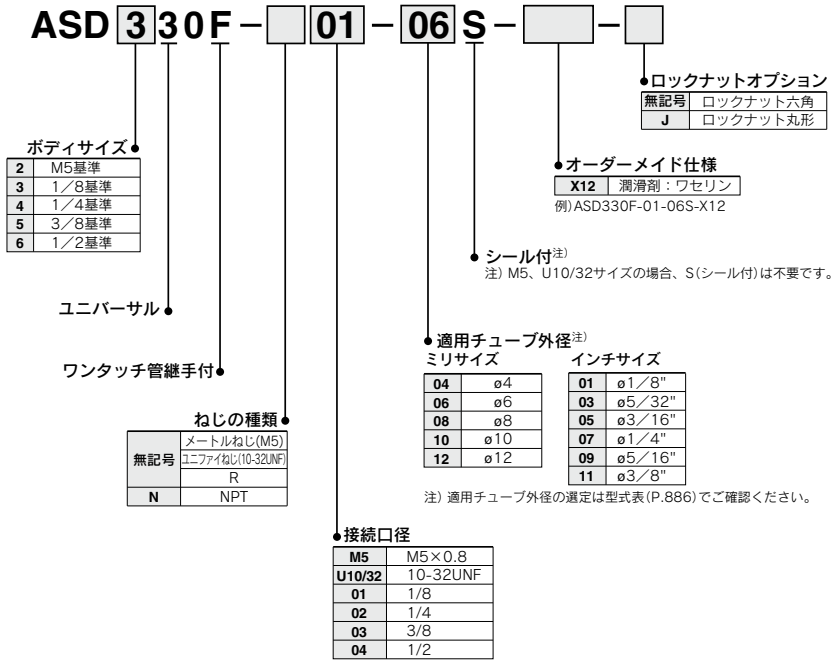 ASD 3 3 0 F － 01 － 06 S － －
ロックナットオプション
無記号 ロックナット六角
J ロックナット丸形
ボディサイズ
2 M5基準
3 1／8基準
4 1／4基準
5 3／8基準
6 1／2基準
オーダーメイド仕様
X12 潤滑剤：ワセリン
例)ASD330F-01-06S-X12
シール付注)
注) M5、U10/32サイズの場合、S(シール付)は不要です。
ユニバーサル
ワンタッチ管継手付
適用チューブ外径注)
ミリサイズ
04 ø4
06 ø6
08 ø8
10 ø10
12 ø12
インチサイズ
01 ø1／8"
03 ø5／32"
05 ø3／16"
07 ø1／4"
09 ø5／16"
11 ø3／8"
注) 適用チューブ外径の選定は型式表(P.886)でご確認ください。
ねじの種類
無記号 メートルねじ(M5)
ユニファイねじ(10-32UNF)
R
N NPT
接続口径
M5 M5×0.8
U10/32 10-32UNF
01 1/8
02 1/4
03 3/8
04 1/2